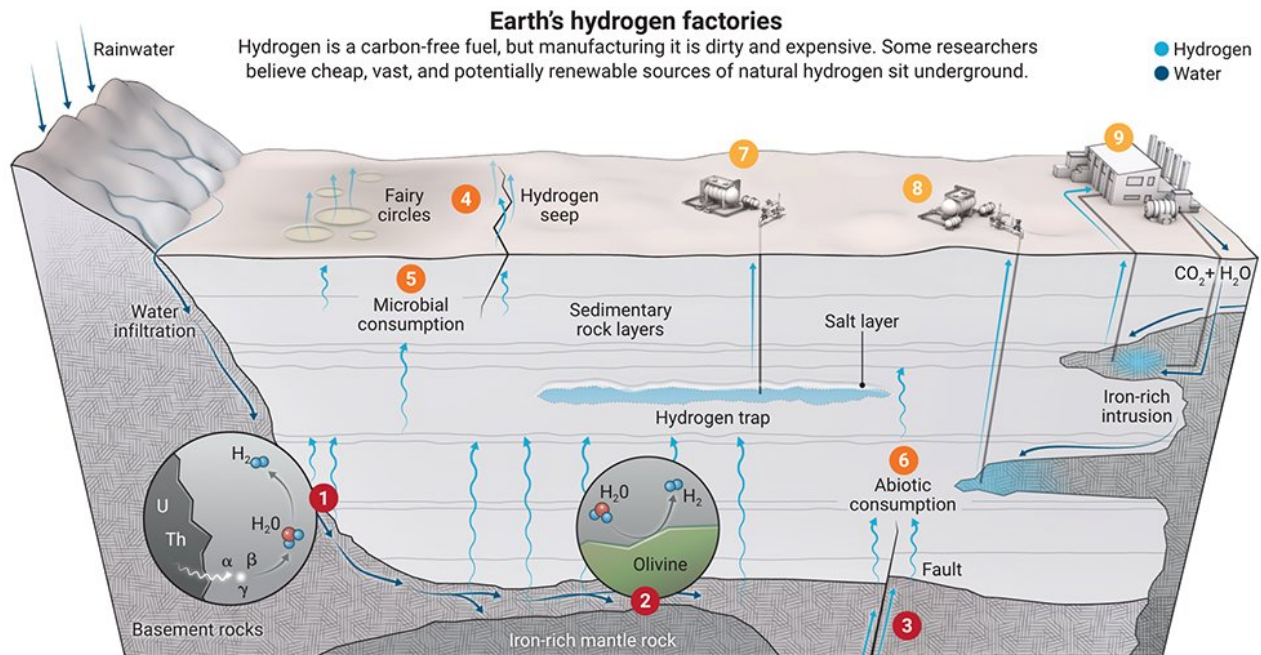 Earth's hydrogen factories
Hydrogen is a carbon-free fuel, but manufacturing it is dirty and expensive. Some researchers
believe cheap, vast, and potentially renewable sources of natural hydrogen sit underground.
Hydrogen
Water
Rainwater
9
7
8
Fairy
circles
4
Hydrogen
seep
5
Microbial
consumption
CO₂+ H₂O
Water
infiltration
Sedimentary
rock layers
Salt layer
Hydrogen trap
Iron-rich
intrusion
H₂
1
U
Th
H₂0
α β
γ
6
Abiotic
consumption
H₂0
H₂
Olivine
2
Fault
3
Basement rocks
Iron-rich mantle rock